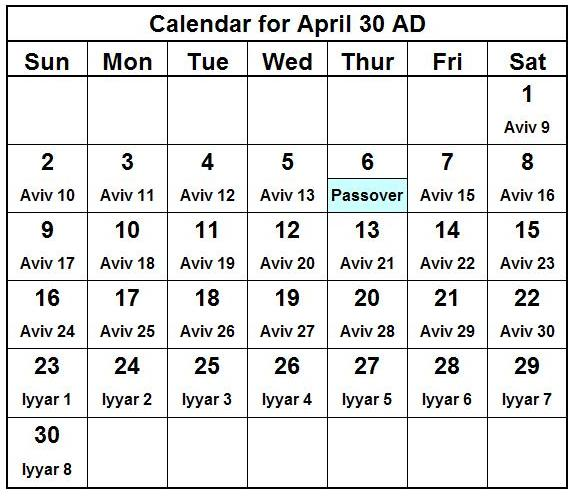 Calendar for April 30 AD
Sun Mon Tue Wed Thur Fri Sat
1
Aviv 9
2 3 4 5 6 7 8
Aviv 10 Aviv 11 Aviv 12 Aviv 13 Passover Aviv 15 Aviv 16
9 10 11 12 13 14 15
Aviv 17 Aviv 18 Aviv 19 Aviv 20 Aviv 21 Aviv 22 Aviv 23
16 17 18 19 20 21 22
Aviv 24 Aviv 25 Aviv 26 Aviv 27 Aviv 28 Aviv 29 Aviv 30
23 24 25 26 27 28 29
Iyyar 1 Iyyar 2 Iyyar 3 Iyyar 4 Iyyar 5 Iyyar 6 Iyyar 7
30
Iyyar 8